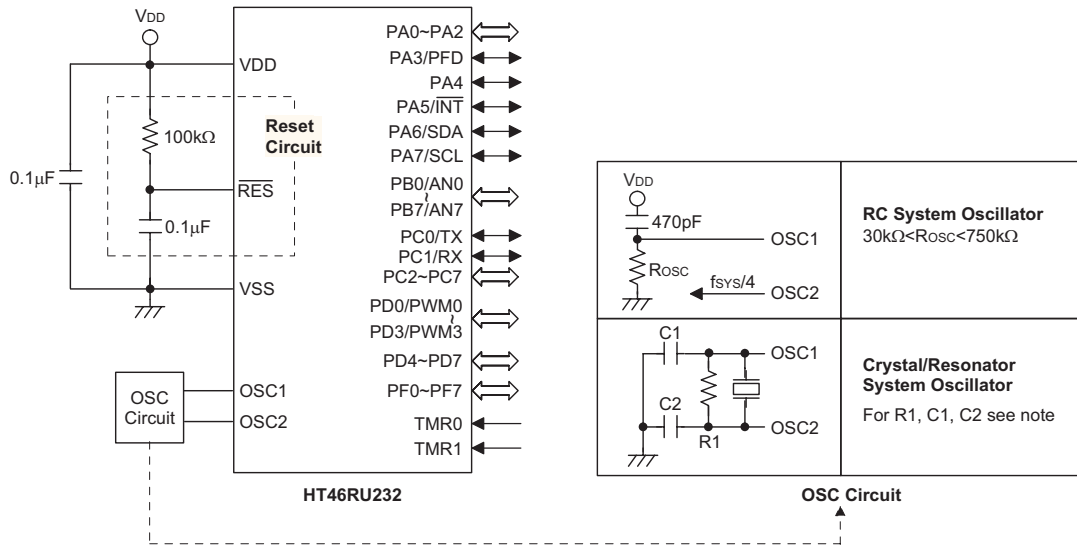 VDD
VDD
100kΩ
Reset
Circuit
0.1μF
RES
0.1μF
VSS
OSC
Circuit
OSC1
OSC2
PA0~PA2
PA3/PFD
PA4
PA5/INT
PA6/SDA
PA7/SCL
PB0/AN0
~
PB7/AN7
PC0/TX
PC1/RX
PC2~PC7
PD0/PWM0
~
PD3/PWM3
PD4~PD7
PF0~PF7
TMR0
TMR1
HT46RU232
VDD
470pF
OSC1
ROSC
fSYS/4
OSC2
RC System Oscillator
30kΩ<ROSC<750kΩ
C1
OSC1
C2
R1
OSC2
Crystal/Resonator
System Oscillator
For R1, C1, C2 see note
OSC Circuit